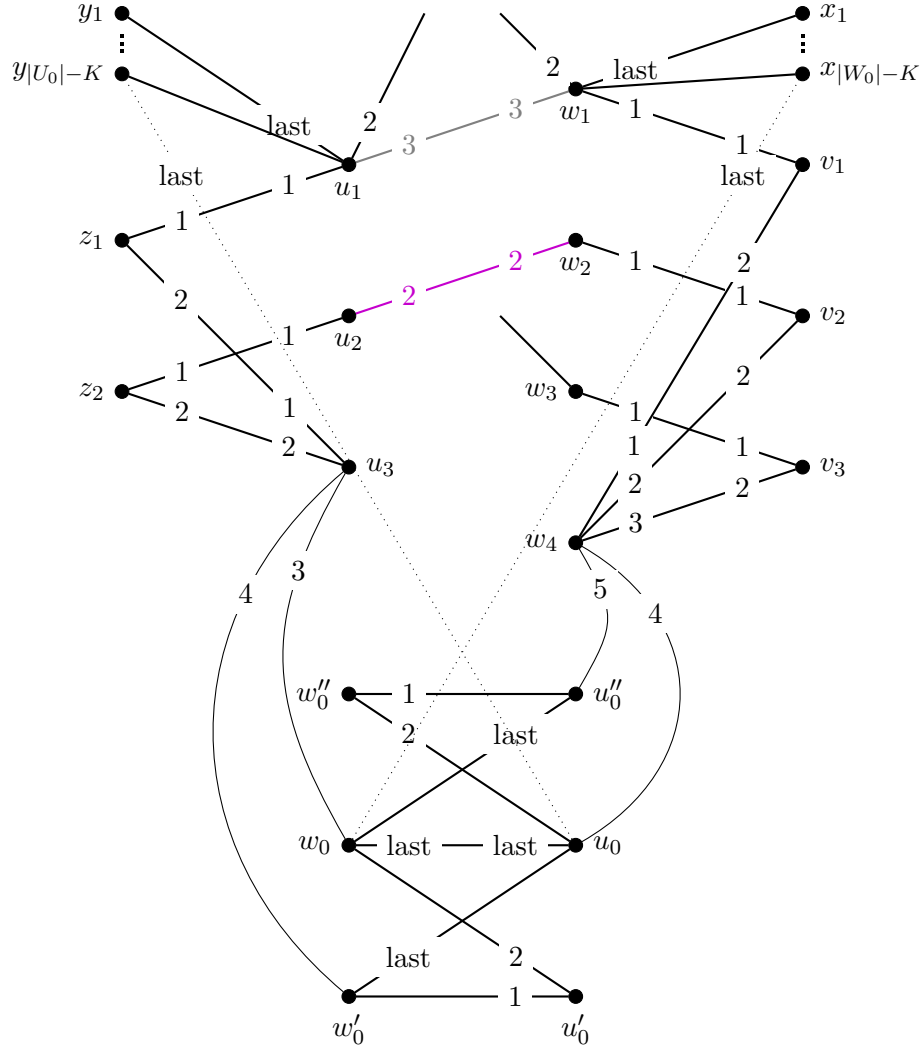 y₁ x₁
y|U₀|−K 2 last x|W₀|−K
w₁
last 2 3 3 1
last 1 v₁ last
1 1 u₁
z₁ 2 2 w₂ 1
2 1 v₂
1 u₂
z₂ 1 2 w₃ 2
2 1 1
2 1 1
u₃ 2 2 v₃
3 w₄
4 3 5 4
w₀′′ 1 u₀′′
2 last
w₀ last last u₀
last 2
1
w₀′ u₀′